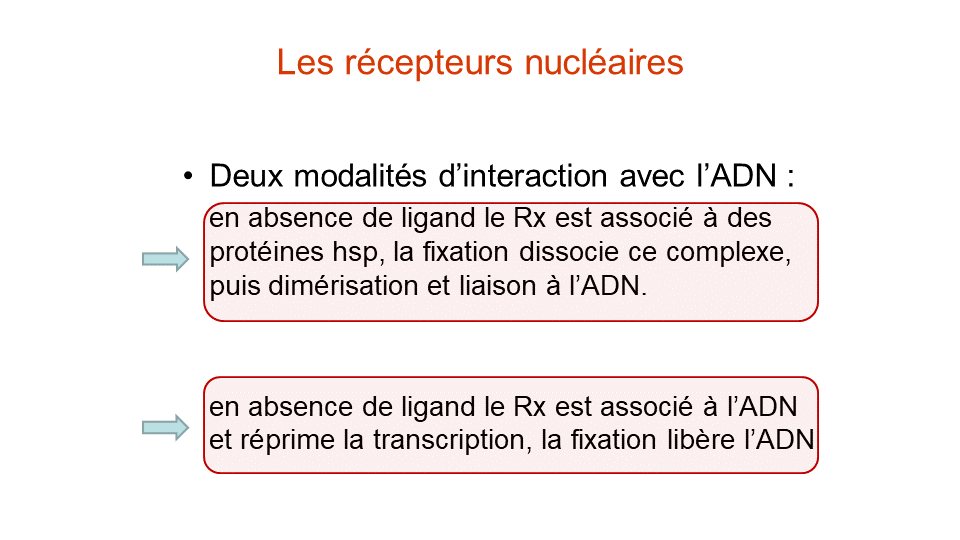 Les récepteurs nucléaires
• Deux modalités d’interaction avec l’ADN :
en absence de ligand le Rx est associé à des
protéines hsp, la fixation dissocie ce complexe,
puis dimérisation et liaison à l’ADN.
en absence de ligand le Rx est associé à l’ADN
et réprime la transcription, la fixation libère l’ADN